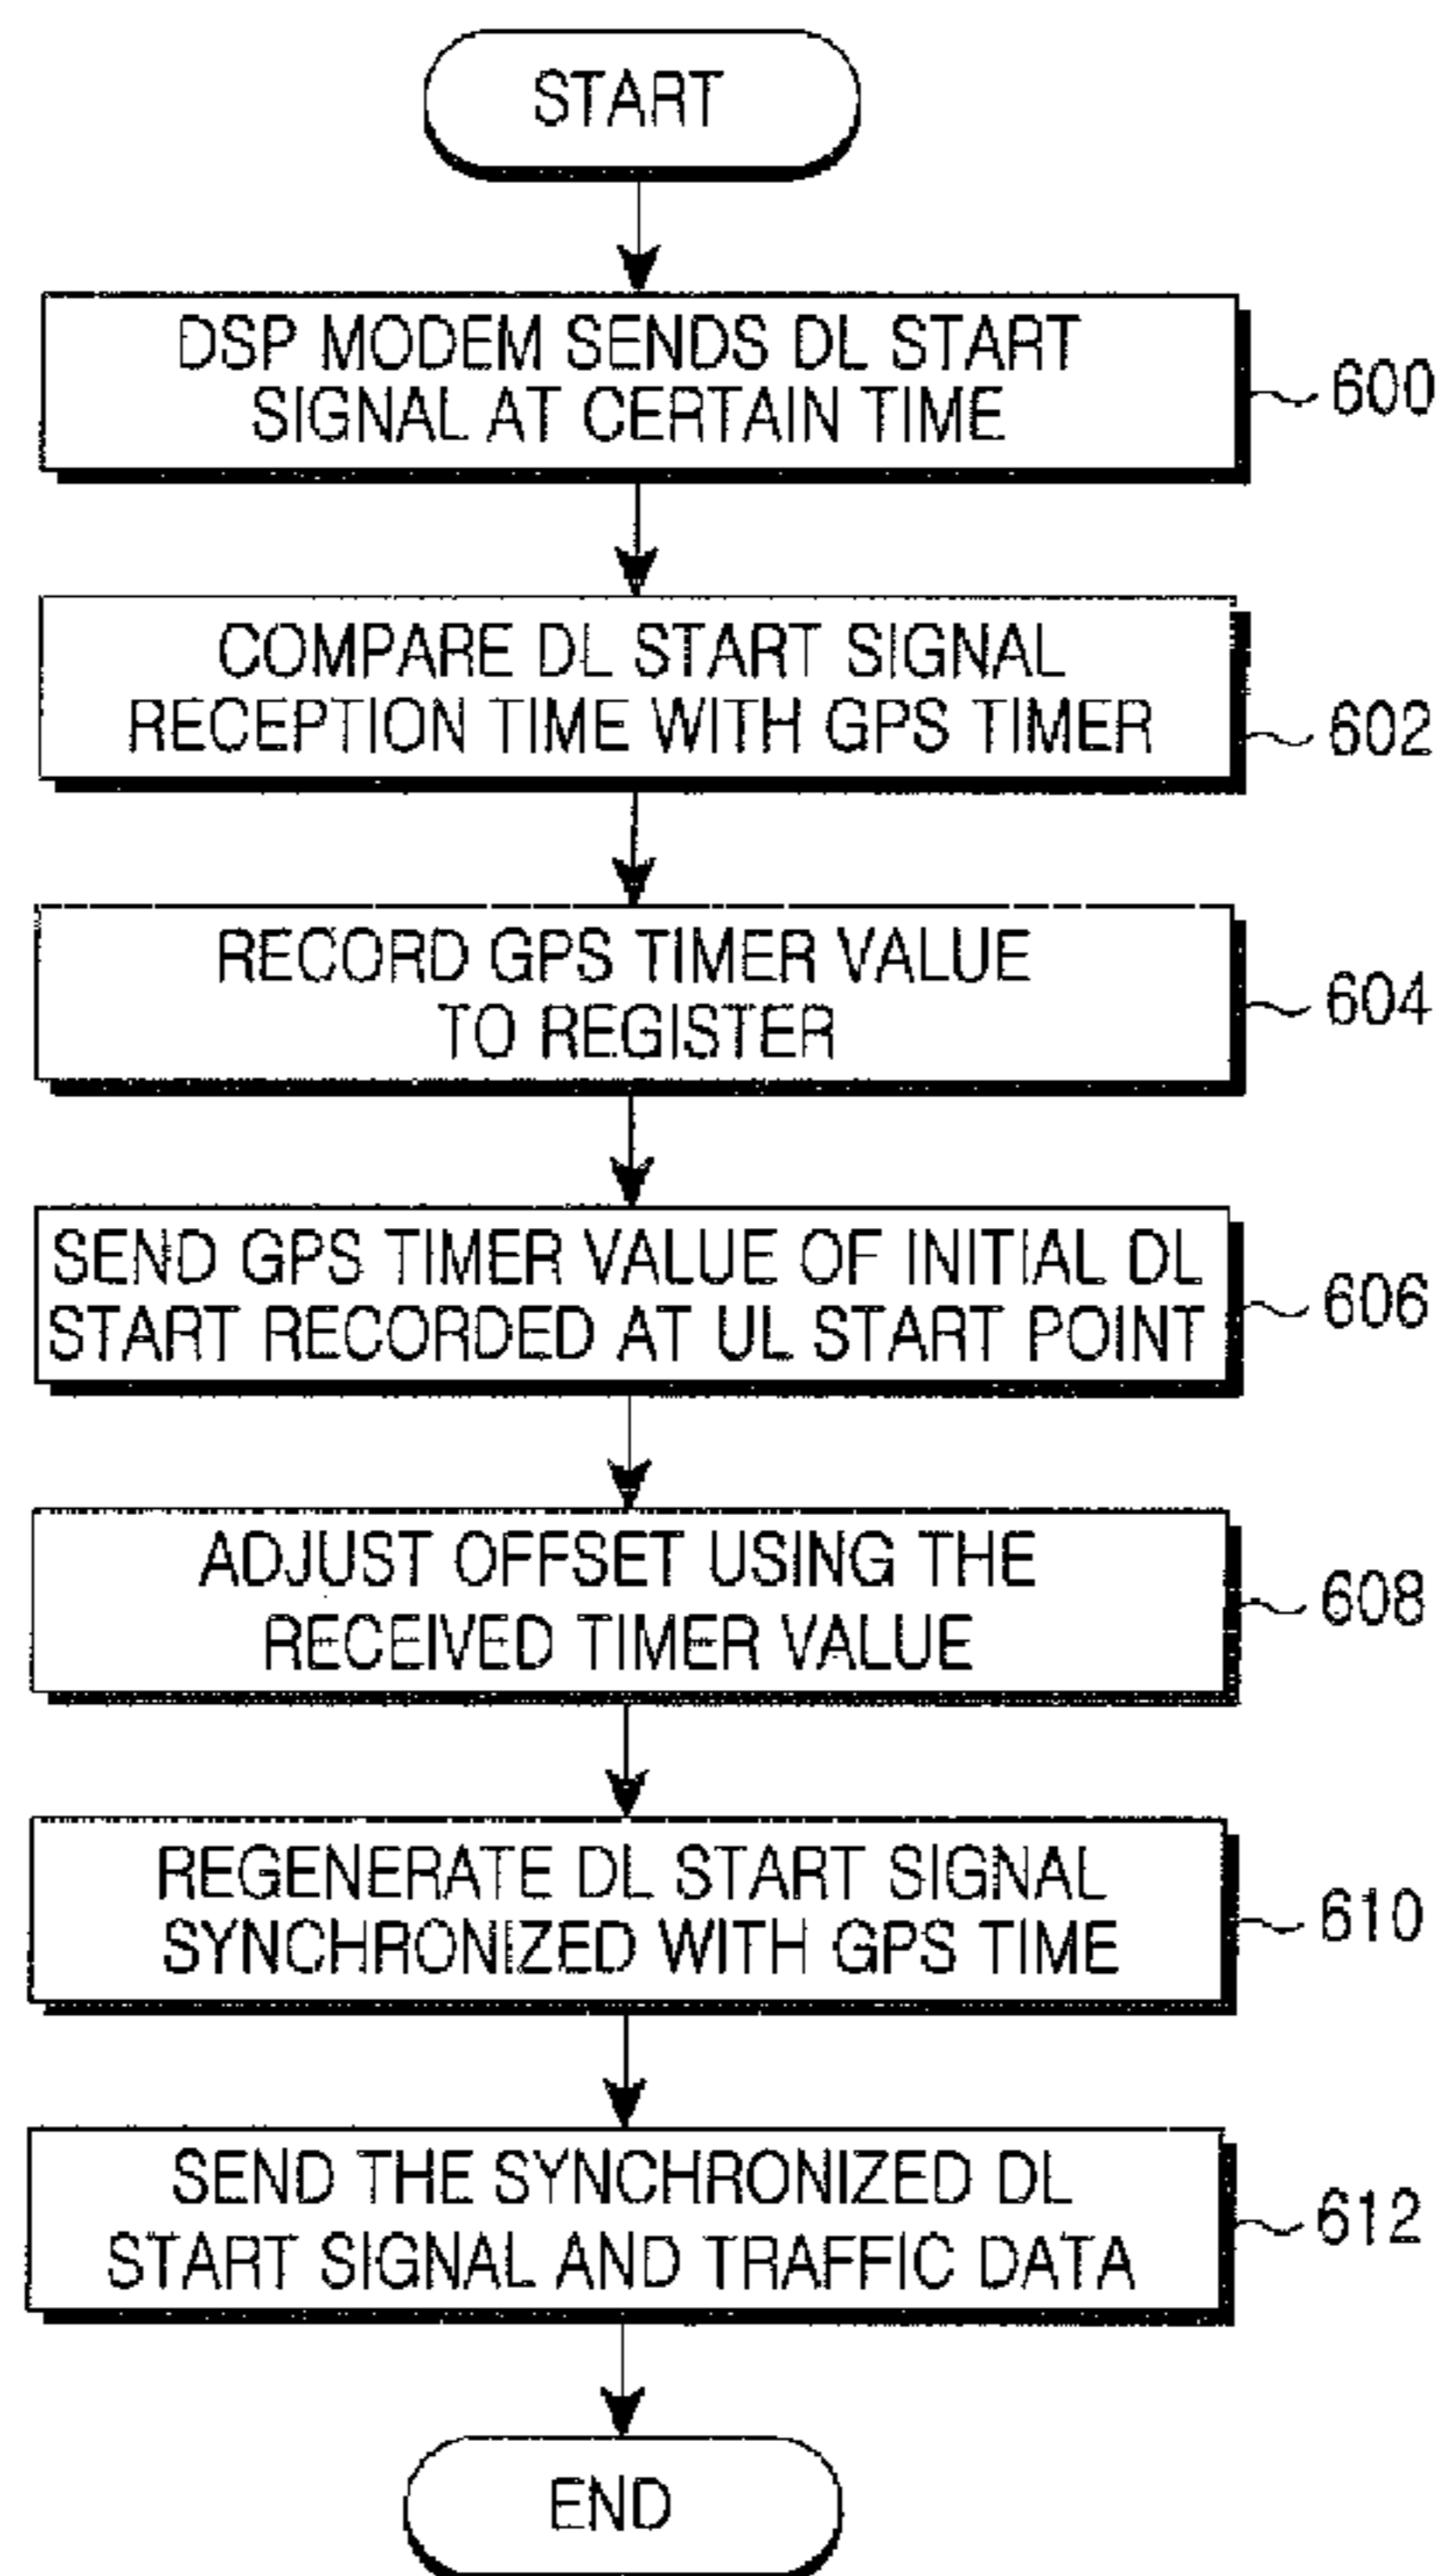 START
DSP MODEM SENDS DL START
SIGNAL AT CERTAIN TIME
600
COMPARE DL START SIGNAL
RECEPTION TIME WITH GPS TIMER
602
RECORD GPS TIMER VALUE
TO REGISTER
604
SEND GPS TIMER VALUE OF INITIAL DL
START RECORDED AT UL START POINT
606
ADJUST OFFSET USING THE
RECEIVED TIMER VALUE
608
REGENERATE DL START SIGNAL
SYNCHRONIZED WITH GPS TIME
610
SEND THE SYNCHRONIZED DL
START SIGNAL AND TRAFFIC DATA
612
END